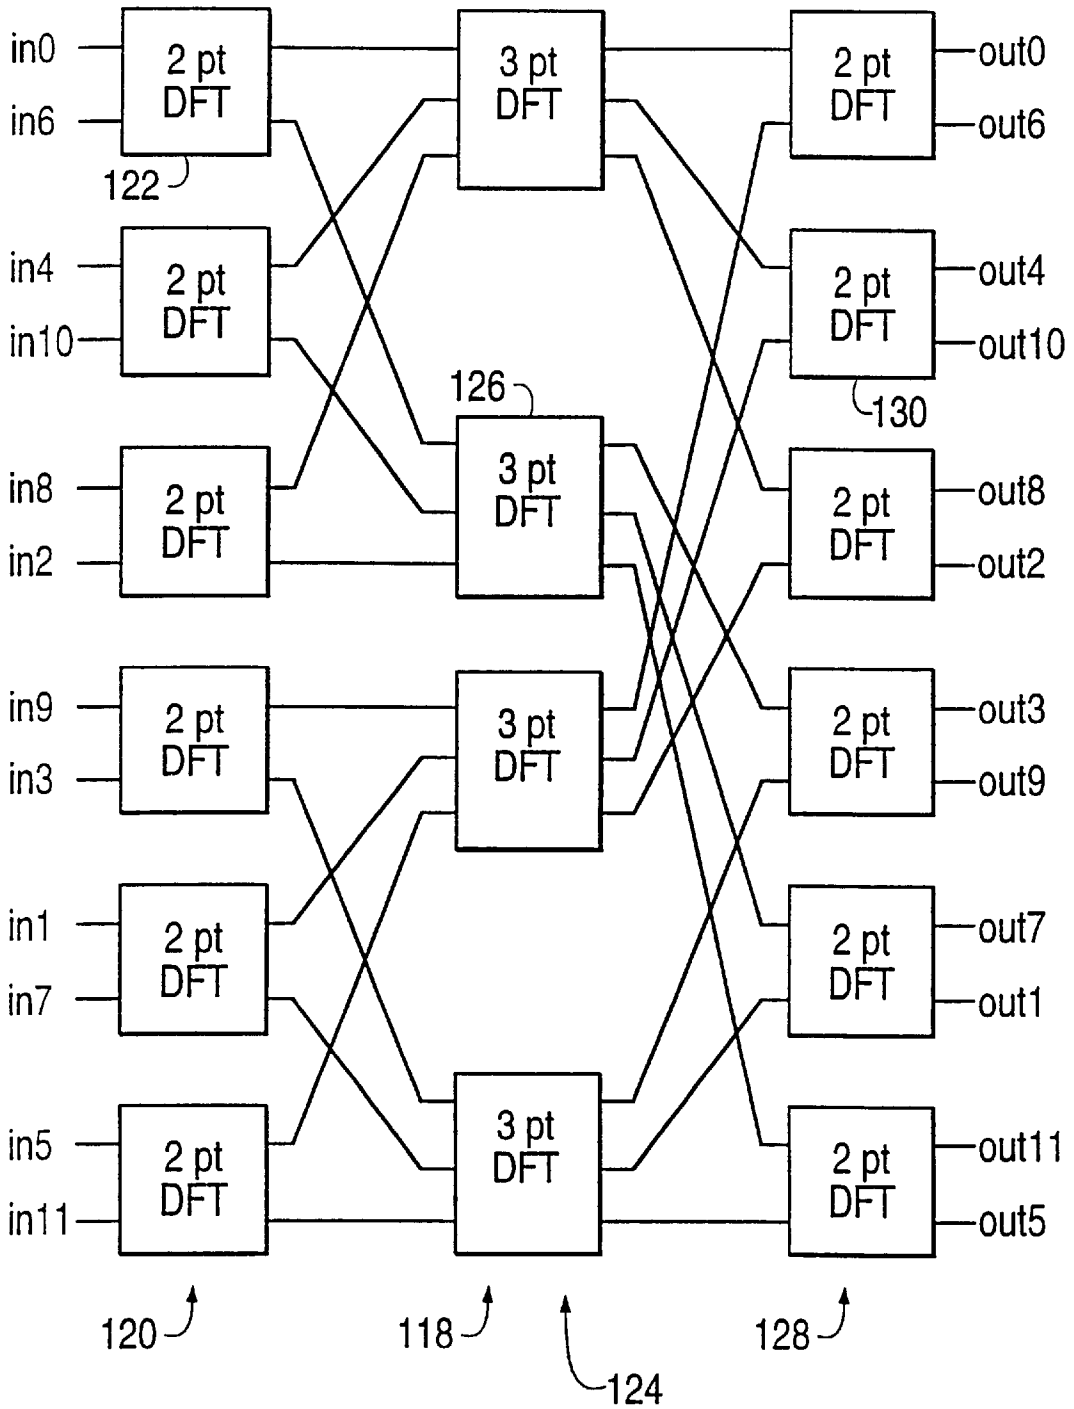 in0
2 pt
DFT
3 pt
DFT
2 pt
DFT
out0
in6
out6
122
in4
2 pt
DFT
2 pt
DFT
out4
in10
out10
126
130
in8
2 pt
DFT
3 pt
DFT
2 pt
DFT
out8
in2
out2
in9
2 pt
DFT
3 pt
DFT
2 pt
DFT
out3
in3
out9
in1
2 pt
DFT
2 pt
DFT
out7
in7
out1
in5
2 pt
DFT
3 pt
DFT
2 pt
DFT
out11
in11
out5
120
118
128
124